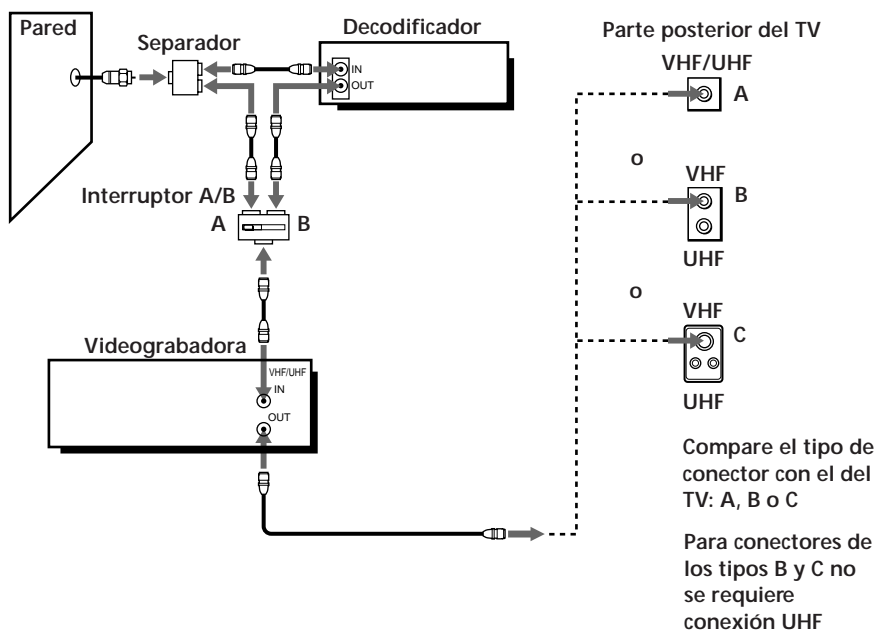 Pared
Separador
Decodificador
IN
OUT
Interruptor A/B
A
B
Videograbadora
VHF/UHF
IN
OUT
Parte posterior del TV
VHF/UHF
A
o
VHF
B
UHF
o
VHF
C
UHF
Compare el tipo de
conector con el del
TV: A, B o C
Para conectores de
los tipos B y C no
se requiere
conexión UHF